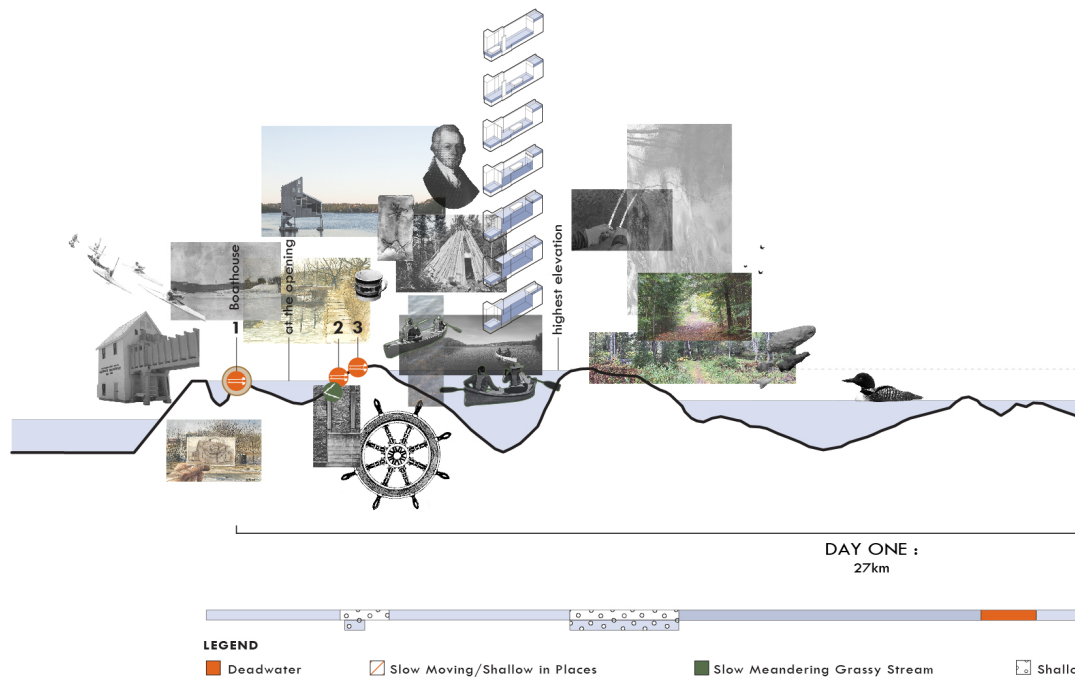 Boathouse
at the opening
highest elevation
1
2 3
DAY ONE :
27km
LEGEND
Deadwater
Slow Moving/Shallow in Places
Slow Meandering Grassy Stream
Shallo